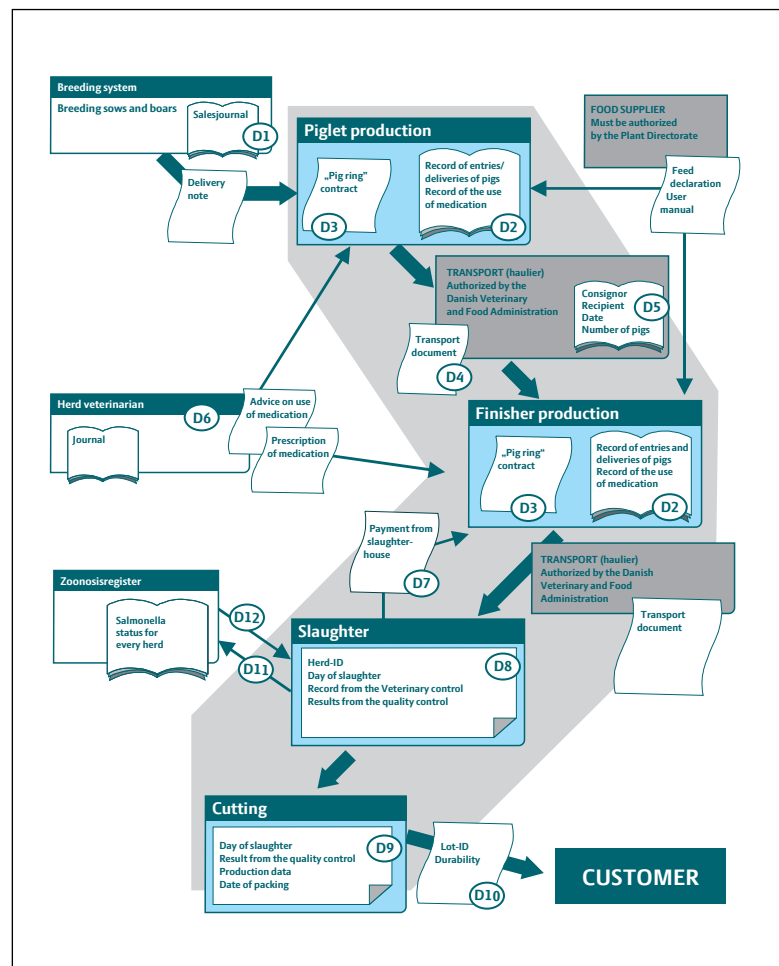 Breeding system
Breeding sows and boars
Salesjournal
D1
Delivery
note
Piglet production
„Pig ring”
contract
D3
Record of entries/
deliveries of pigs
Record of the use
of medication
D2
FOOD SUPPLIER
Must be authorized
by the Plant Directorate
Feed
declaration
User
manual
TRANSPORT (haulier)
Authorized by the
Danish Veterinary
and Food Administration
Consignor
Recipient
Date
Number of pigs
D5
Transport
document
D4
Herd veterinarian
D6
Journal
Advice on use
of medication
Prescription
of medication
Finisher production
„Pig ring“
contract
D3
Record of entries and
deliveries of pigs
Record of the use
of medication
D2
Payment from
slaughter-
house
D7
TRANSPORT (haulier)
Authorized by the Danish
Veterinary and Food
Administration
Transport
document
Zoonosisregister
Salmonella
status for
every herd
D12
D11
Slaughter
Herd-ID
Day of slaughter
Record from the Veterinary control
Results from the quality control
D8
Cutting
Day of slaughter
Result from the quality control
Production data
Date of packing
D9
Lot-ID
Durability
D10
CUSTOMER